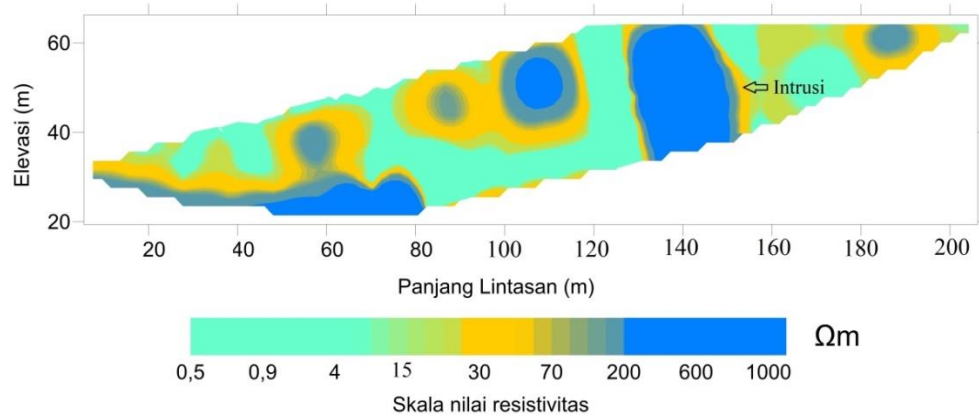 60
40
20
Elevasi (m)
Intrusi
20 40 60 80 100 120 140 160 180 200
Panjang Lintasan (m)
0,5 0,9 4 15 30 70 200 600 1000
Ωm
Skala nilai resistivitas